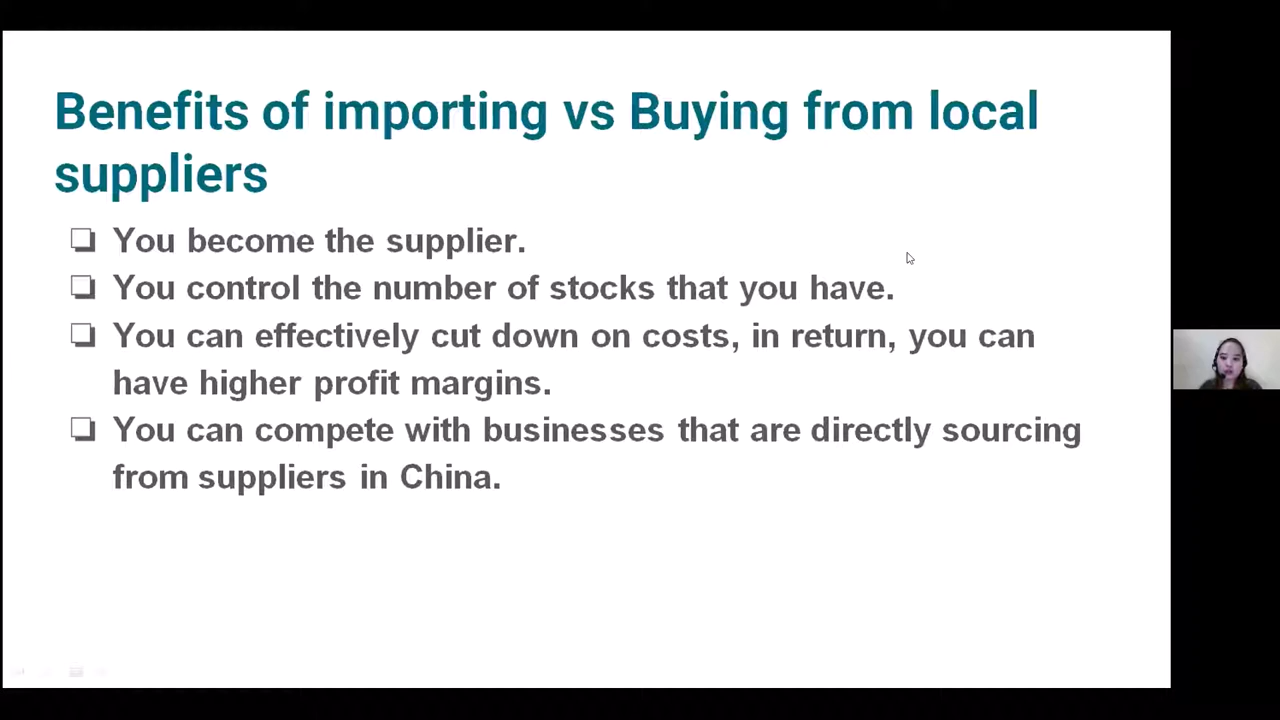 Benefits of importing vs Buying from local
suppliers
You become the supplier.
You control the number of stocks that you have.
You can effectively cut down on costs, in return, you can
have higher profit margins.
You can compete with businesses that are directly sourcing
from suppliers in China.